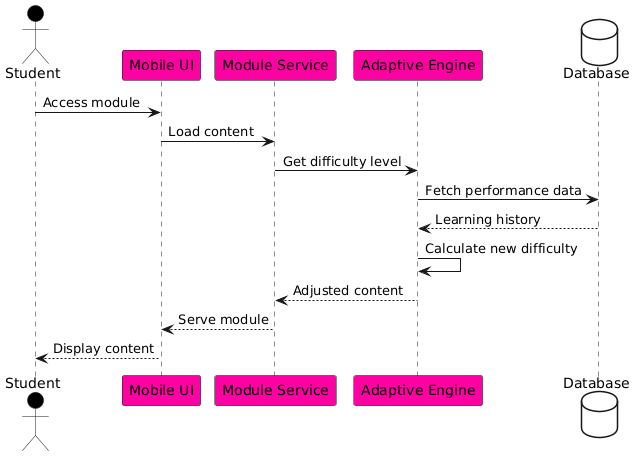 Student
Mobile UI
Module Service
Adaptive Engine
Database
Access module
Load content
Get difficulty level
Fetch performance data
Learning history
Calculate new difficulty
Adjusted content
Serve module
Display content
Student
Mobile UI
Module Service
Adaptive Engine
Database